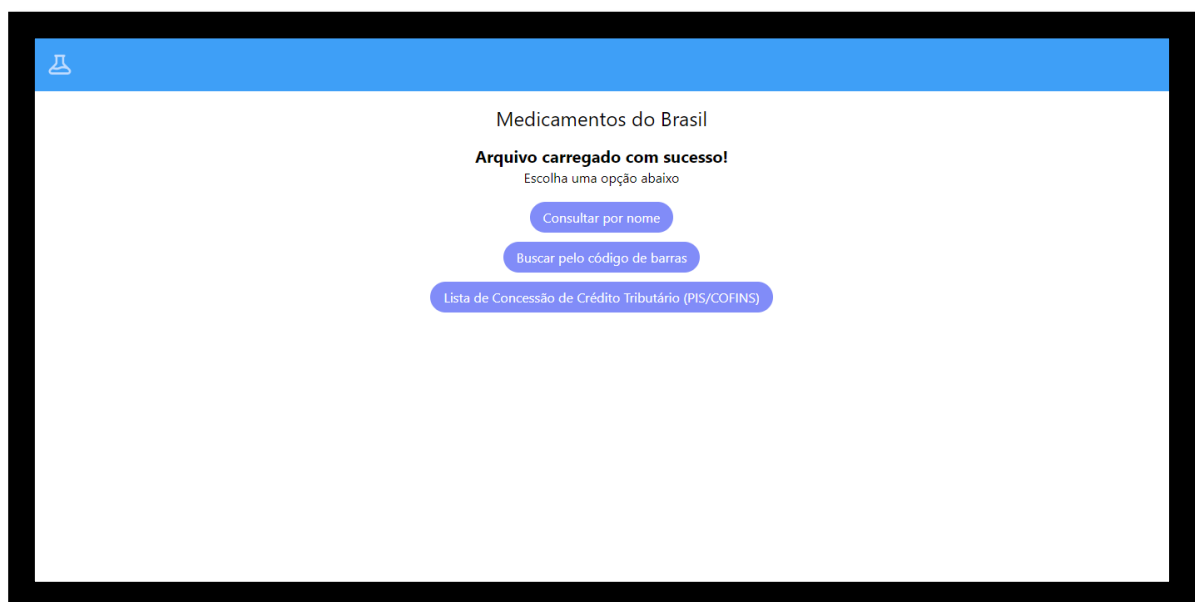 Medicamentos do Brasil
Arquivo carregado com sucesso!
Escolha uma opção abaixo
Consultar por nome
Buscar pelo código de barras
Lista de Concessão de Crédito Tributário (PIS/COFINS)